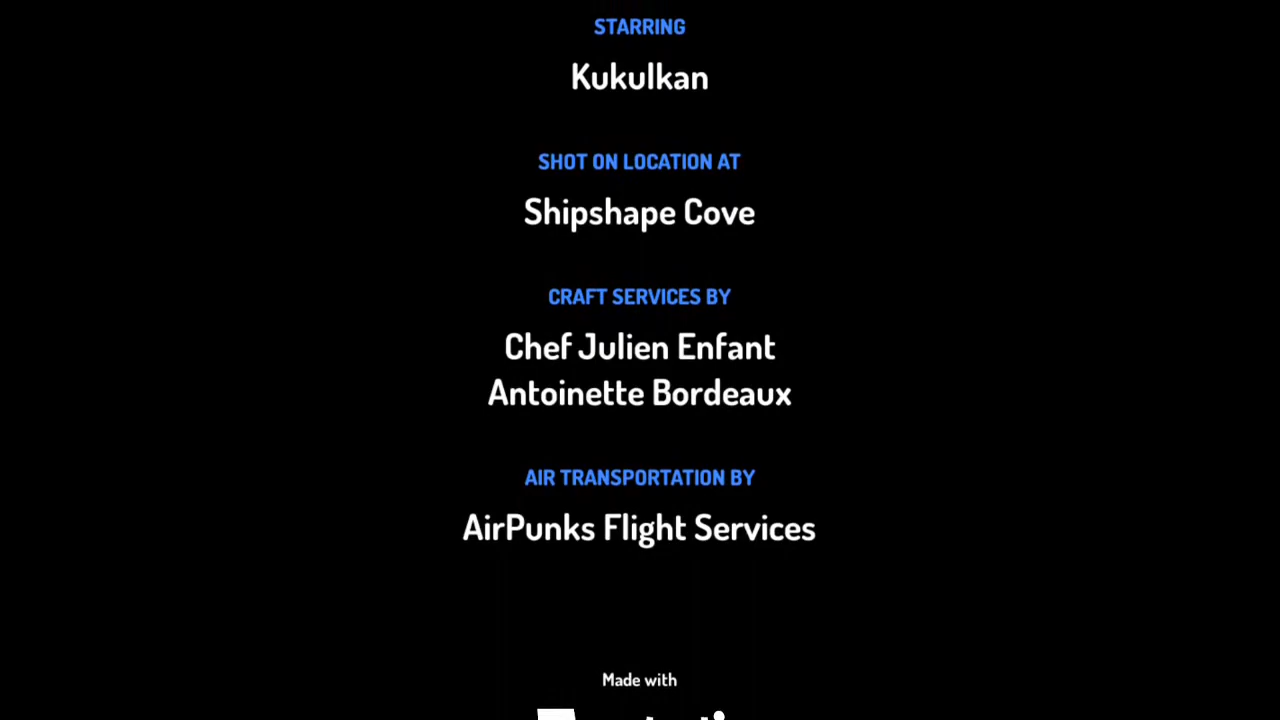 STARRING
Kukulkan
SHOT ON LOCATION AT
Shipshape Cove
CRAFT SERVICES BY
Chef Julien Enfant
Antoinette Bordeaux
AIR TRANSPORTATION BY
AirPunks Flight Services
Made with